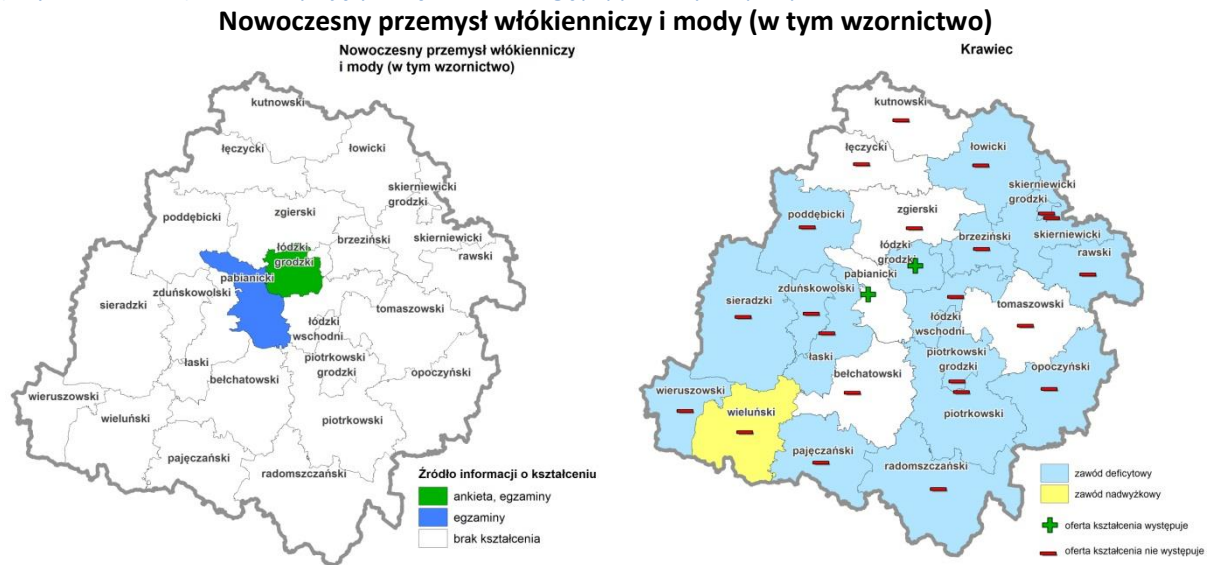 Nowoczesny przemysł włókienniczy i mody (w tym wzornictwo)
Nowoczesny przemysł włókienniczy
i mody (w tym wzornictwo)
kutnowski
łęczycki
łowicki
skierniewicki
grodzki
poddębicki
zgierski
łódzki
grodzki
brzeziński
skierniewicki
rawski
pabianicki
zduńskowolski
sieradzki
tomaszowski
łódzki
wschodni
łaski
piotrkowski
grodzki
bełchatowski
opoczyński
wieruszowski
wieluński
piotrkowski
pajęczański
radomszczański
Źródło informacji o kształceniu
ankieta, egzaminy
egzaminy
brak kształcenia
Krawiec
kutnowski
łęczycki
łowicki
skierniewicki
grodzki
poddębicki
zgierski
łódzki
grodzki
brzeziński
skierniewicki
rawski
pabianicki
zduńskowolski
sieradzki
tomaszowski
łódzki
wschodni
łaski
piotrkowski
grodzki
bełchatowski
opoczyński
wieruszowski
wieluński
piotrkowski
pajęczański
radomszczański
zawód deficytowy
zawód nadwyżkowy
oferta kształcenia występuje
oferta kształcenia nie występuje